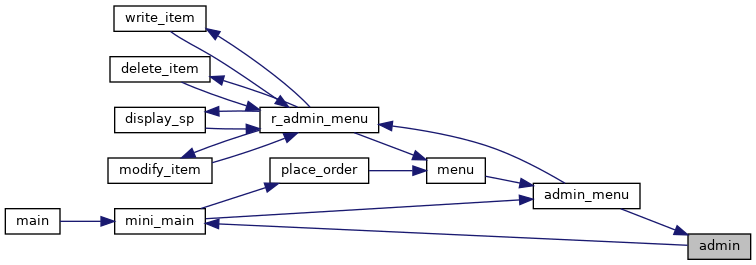 write_item
delete_item
display_sp
r_admin_menu
modify_item
place_order
menu
admin_menu
main
mini_main
admin